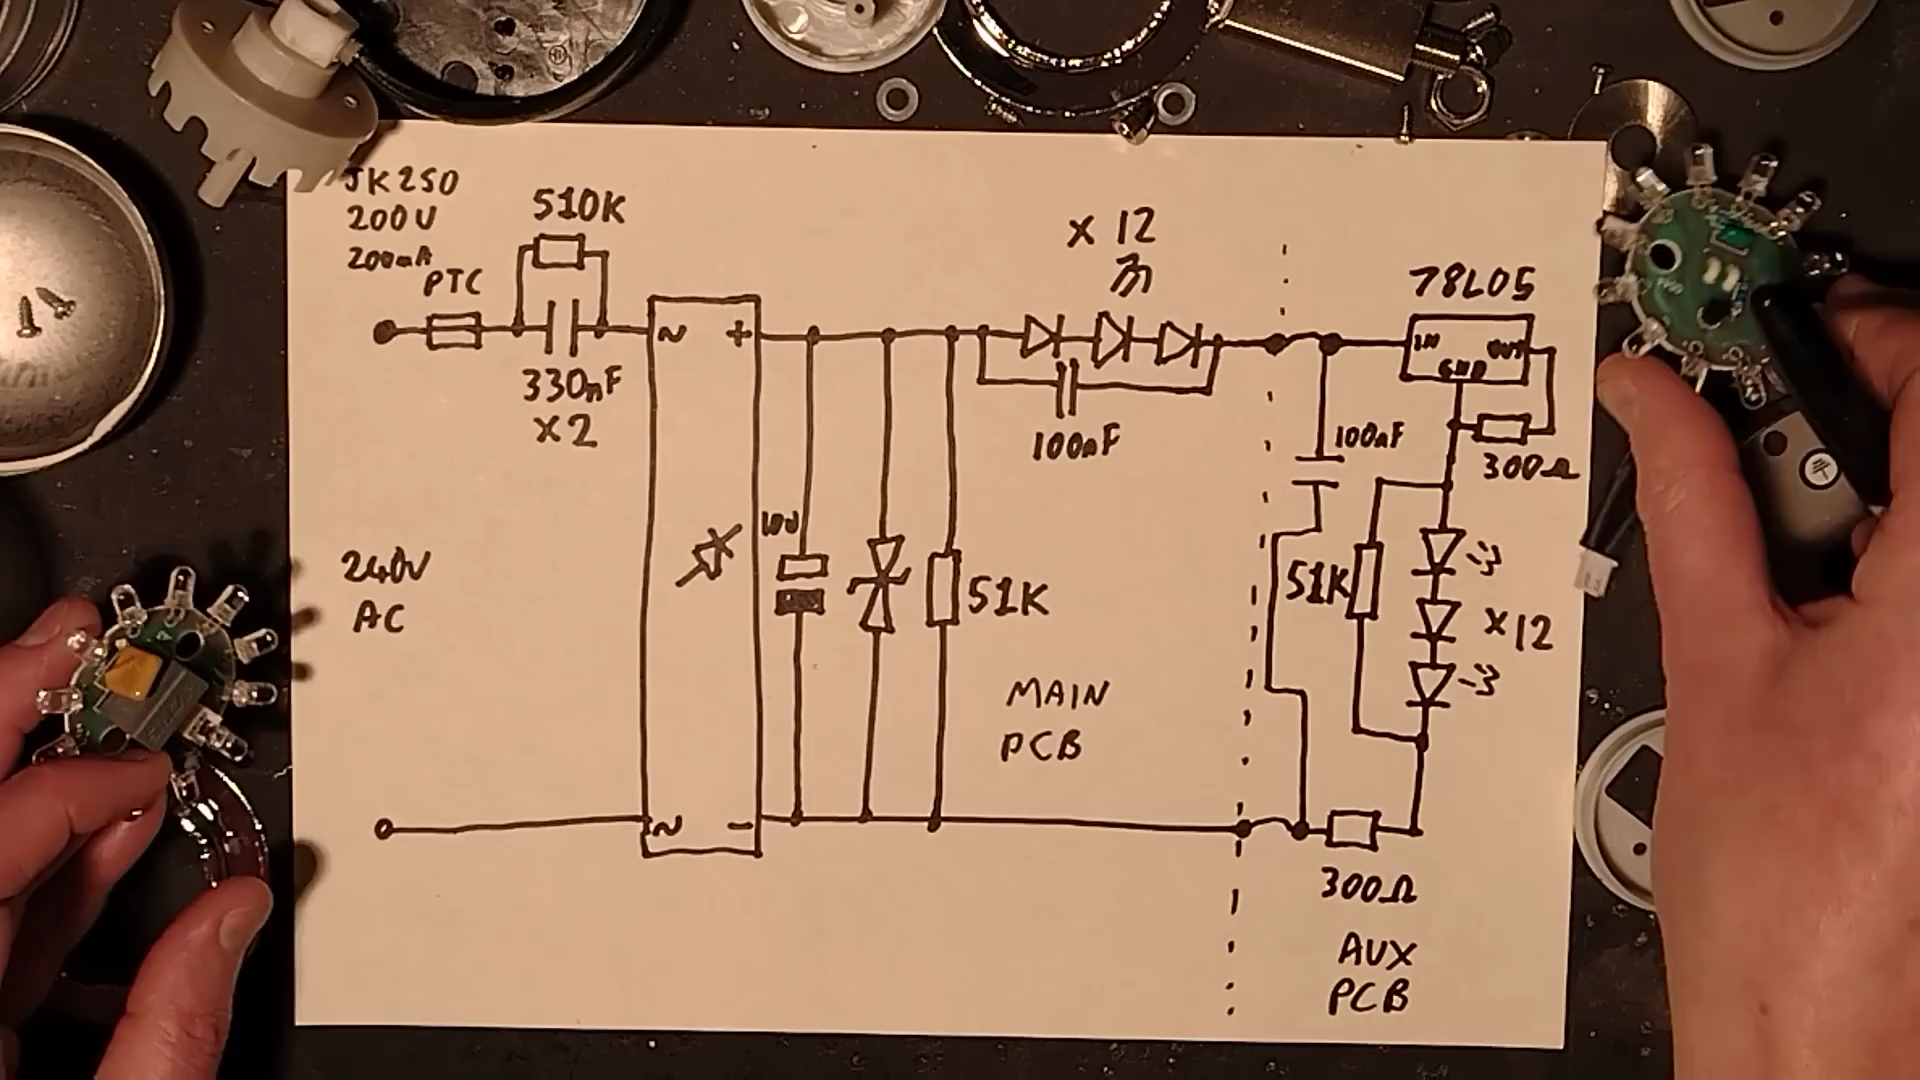 JK250
200V
200mA
PTC
510K
330nF
X2
240V
AC
~
+
~
-
10u
51K
x 12
100nF
MAIN
PCB
78L05
IN
OUT
GND
100nF
300Ω
51K
x12
300Ω
AUX
PCB